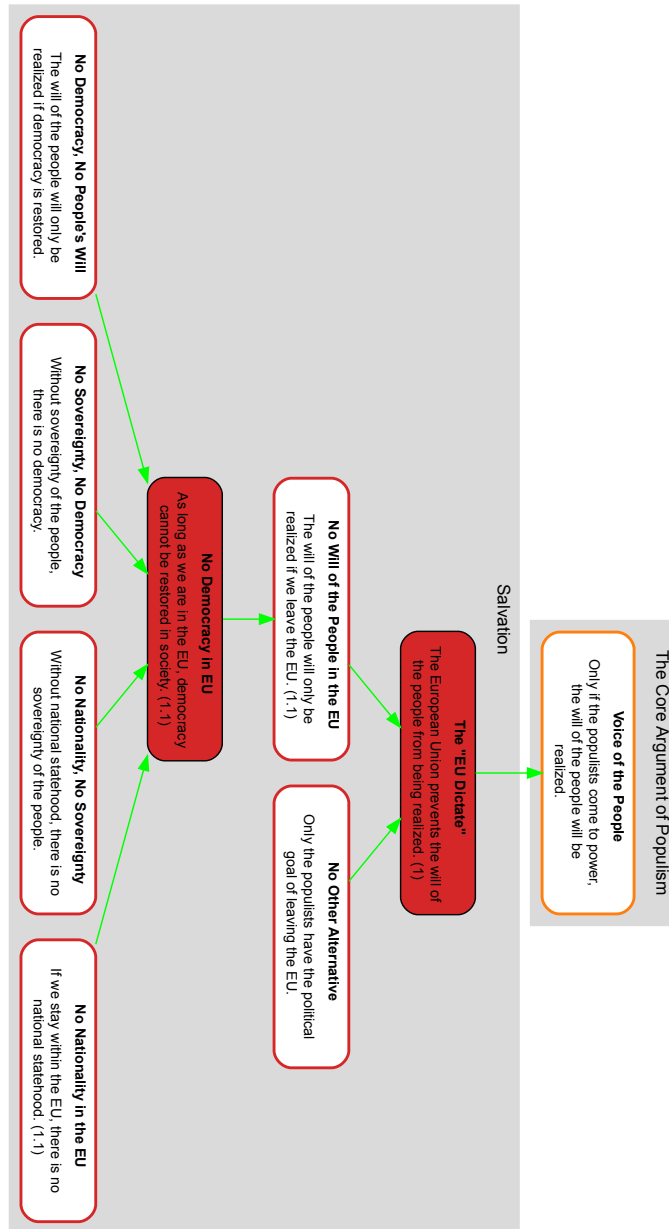 The Core Argument of Populism
Voice of the People
Only if the populists come to power,
the will of the people will be
realized.
Salvation
The "EU Dictate"
The European Union prevents the will of
the people from being realized. (1)
No Will of the People in the EU
The will of the people will only be
realized if we leave the EU. (1.1)
No Other Alternative
Only the populists have the political
goal of leaving the EU.
No Democracy in EU
As long as we are in the EU, democracy
cannot be restored in society. (1.1)
No Democracy, No People's Will
The will of the people will only be
realized if democracy is restored.
No Sovereignty, No Democracy
Without sovereignty of the people,
there is no democracy.
No Nationality, No Sovereignty
Without national statehood, there is no
sovereignty of the people.
No Nationality in the EU
If we stay within the EU, there is no
national statehood. (1.1)